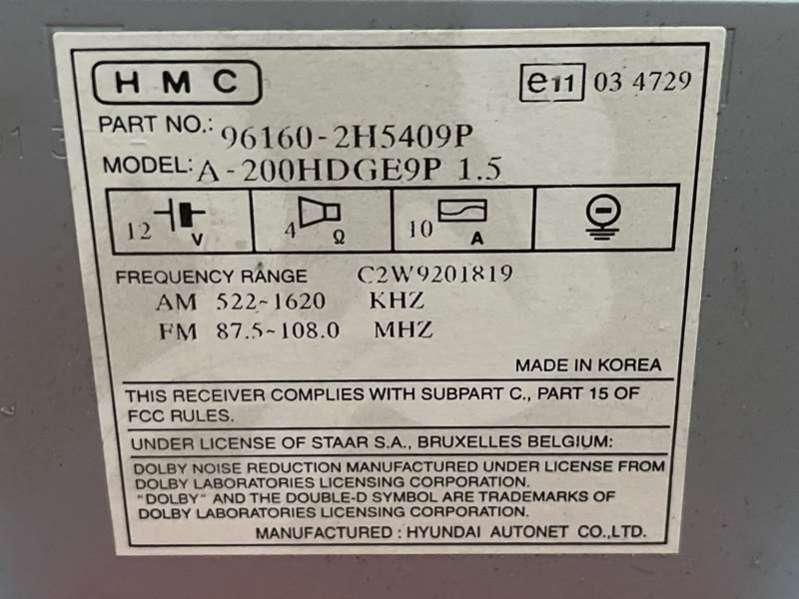 HMC
e11 03 4729
PART NO.: 96160-2H5409P
MODEL: A-200HDGE9P 1.5
12 V 4 Ω 10 A
FREQUENCY RANGE C2W9201819
AM 522~1620 KHZ
FM 87.5~108.0 MHZ
MADE IN KOREA
THIS RECEIVER COMPLIES WITH SUBPART C., PART 15 OF
FCC RULES.
UNDER LICENSE OF STAAR S.A., BRUXELLES BELGIUM:
DOLBY NOISE REDUCTION MANUFACTURED UNDER LICENSE FROM
DOLBY LABORATORIES LICENSING CORPORATION.
"DOLBY" AND THE DOUBLE-D SYMBOL ARE TRADEMARKS OF
DOLBY LABORATORIES LICENSING CORPORATION.
MANUFACTURED : HYUNDAI AUTONET CO.,LTD.